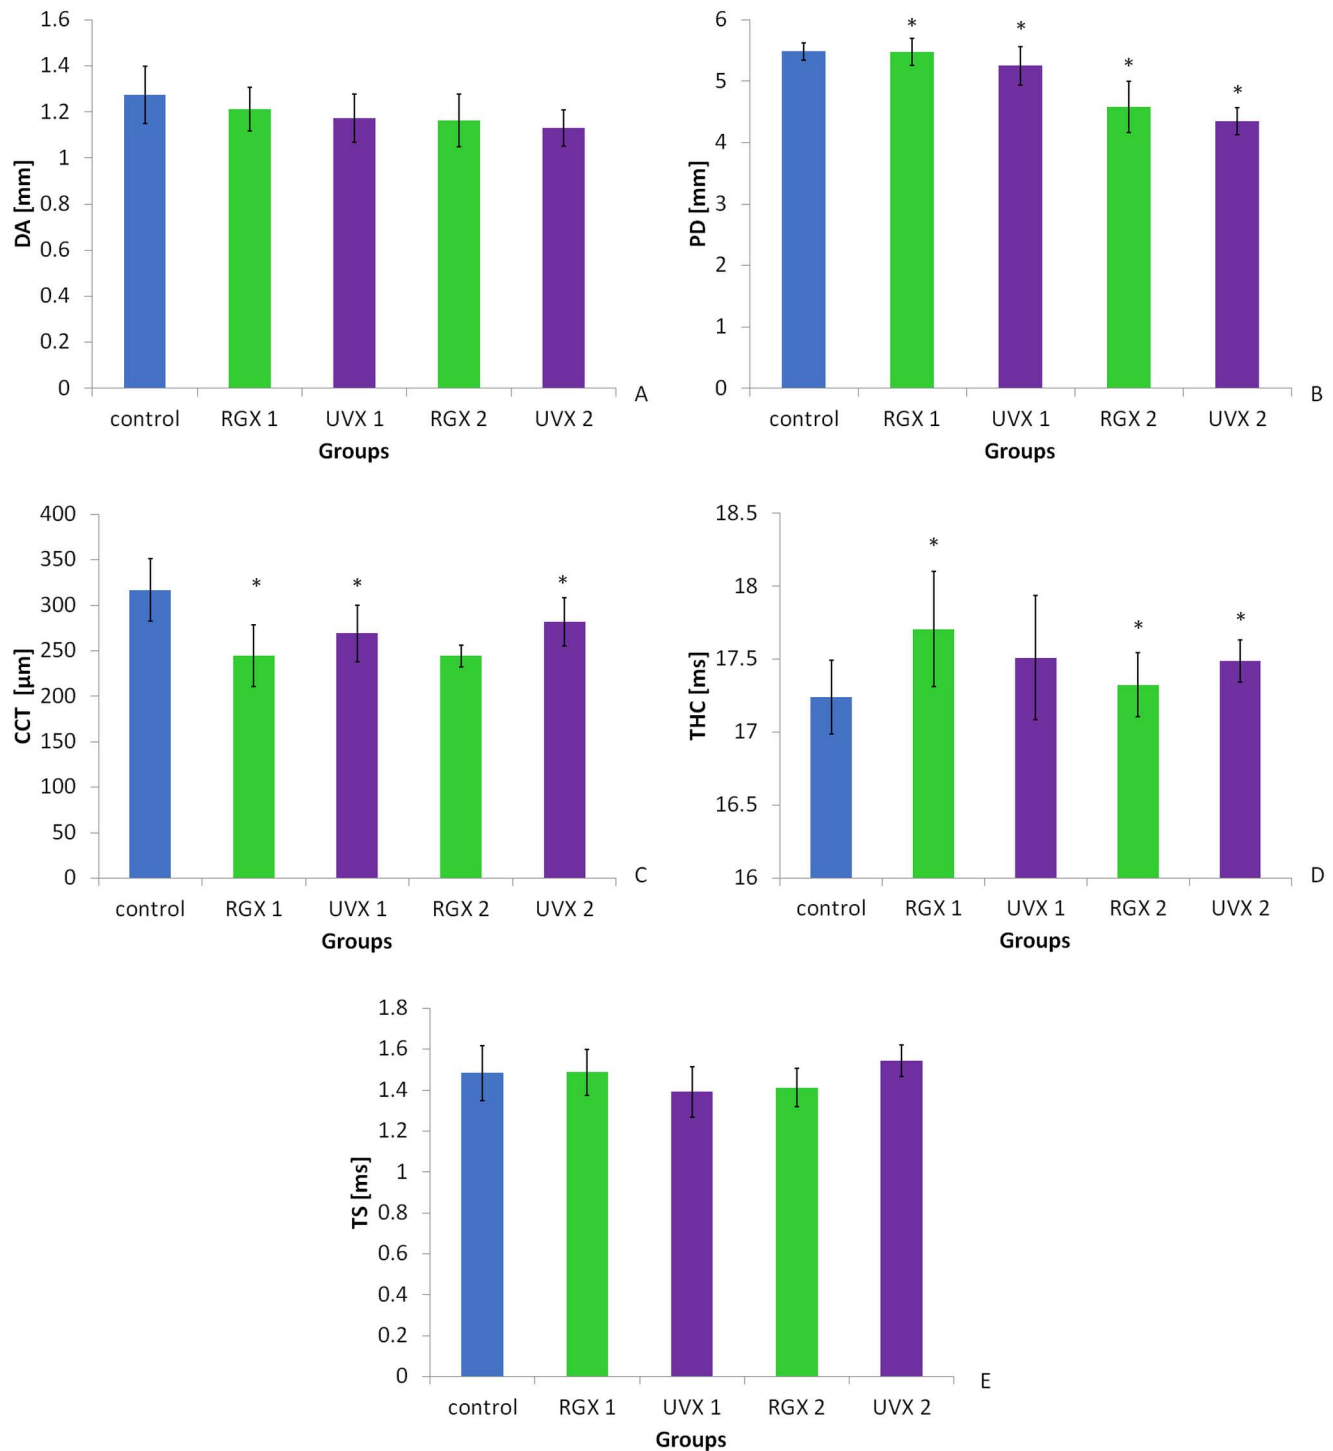 1.6
1.4
1.2
1
0.8
0.6
0.4
0.2
0
DA [mm]
control RGX 1 UVX 1 RGX 2 UVX 2
Groups
A
6
5
4
3
2
1
0
PD [mm]
* * * *
control RGX 1 UVX 1 RGX 2 UVX 2
Groups
B
400
350
300
250
200
150
100
50
0
CCT [μm]
* * *
control RGX 1 UVX 1 RGX 2 UVX 2
Groups
C
18.5
18
17.5
17
16.5
16
THC [ms]
* * *
control RGX 1 UVX 1 RGX 2 UVX 2
Groups
D
1.8
1.6
1.4
1.2
1
0.8
0.6
0.4
0.2
0
TS [ms]
control RGX 1 UVX 1 RGX 2 UVX 2
Groups
E